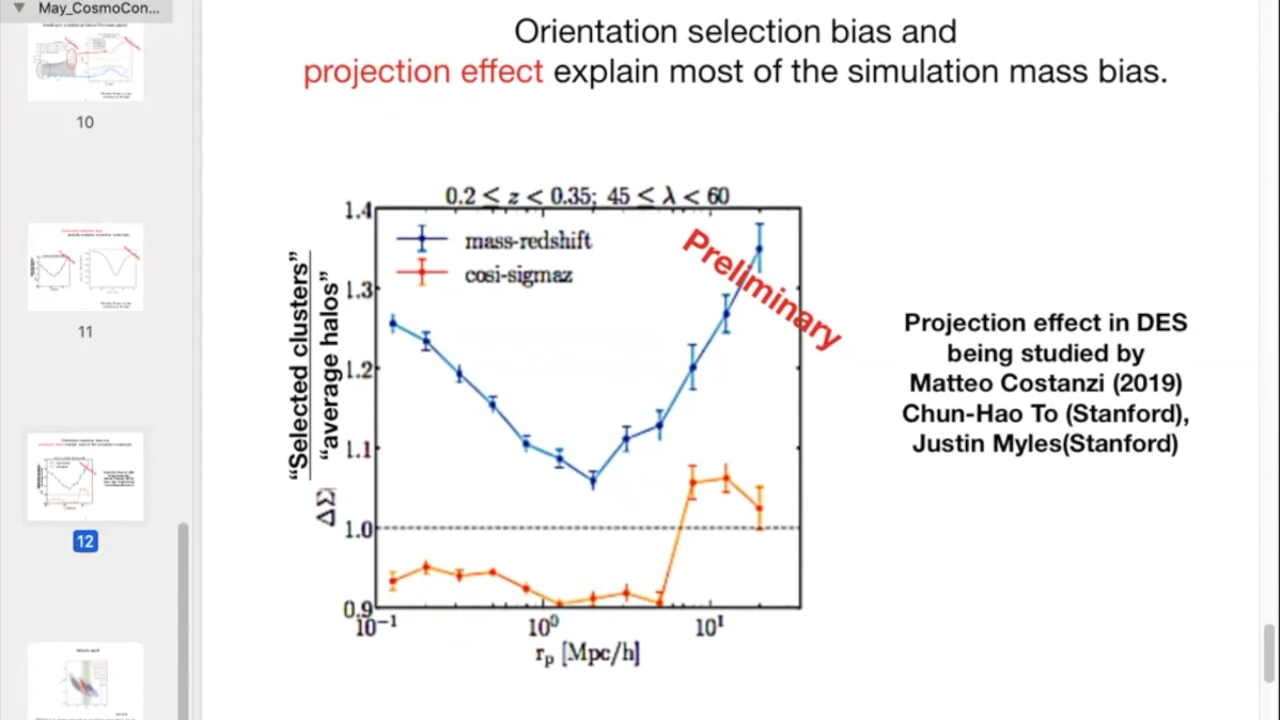 May_CosmoCon...
10
11
12
Orientation selection bias and
projection effect explain most of the simulation mass bias.
0.2 ≤ z < 0.35; 45 ≤ λ < 60
mass-redshift
cosi-sigmaz
Preliminary
ΔΣ “Selected clusters”
“average halos”
1.4
1.3
1.2
1.1
1.0
0.9
10⁻¹
10⁰
10¹
rₚ [Mpc/h]
Projection effect in DES
being studied by
Matteo Costanzi (2019)
Chun-Hao To (Stanford),
Justin Myles(Stanford)